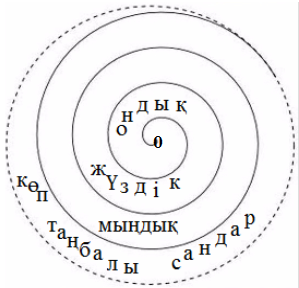 0
ондық
жүздік
мыңдық
көп таңбалы сандар